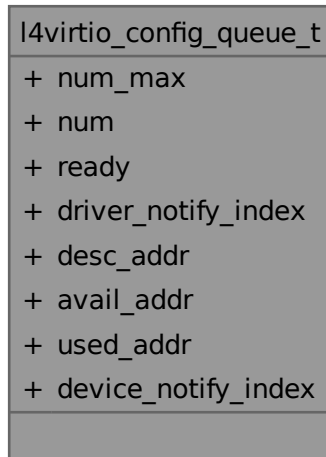 l4virtio_config_queue_t
+ num_max
+ num
+ ready
+ driver_notify_index
+ desc_addr
+ avail_addr
+ used_addr
+ device_notify_index